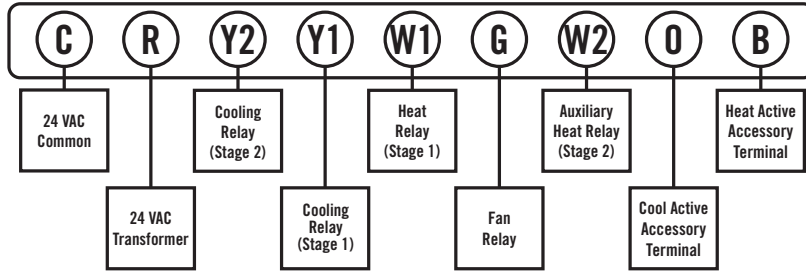 C R Y2 Y1 W1 G W2 O B
24 VAC
Common
24 VAC
Transformer
Cooling
Relay
(Stage 2)
Cooling
Relay
(Stage 1)
Heat
Relay
(Stage 1)
Fan
Relay
Auxiliary
Heat Relay
(Stage 2)
Cool Active
Accessory
Terminal
Heat Active
Accessory
Terminal